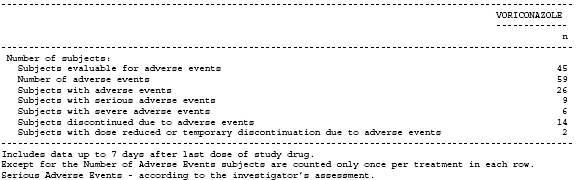 VORICONAZOLE
n
Number of subjects:
Subjects evaluable for adverse events 45
Number of adverse events 59
Subjects with adverse events 26
Subjects with serious adverse events 9
Subjects with severe adverse events 6
Subjects discontinued due to adverse events 14
Subjects with dose reduced or temporary discontinuation due to adverse events 2
Includes data up to 7 days after last dose of study drug.
Except for the Number of Adverse Events subjects are counted only once per treatment in each row.
Serious Adverse Events - according to the investigator's assessment.